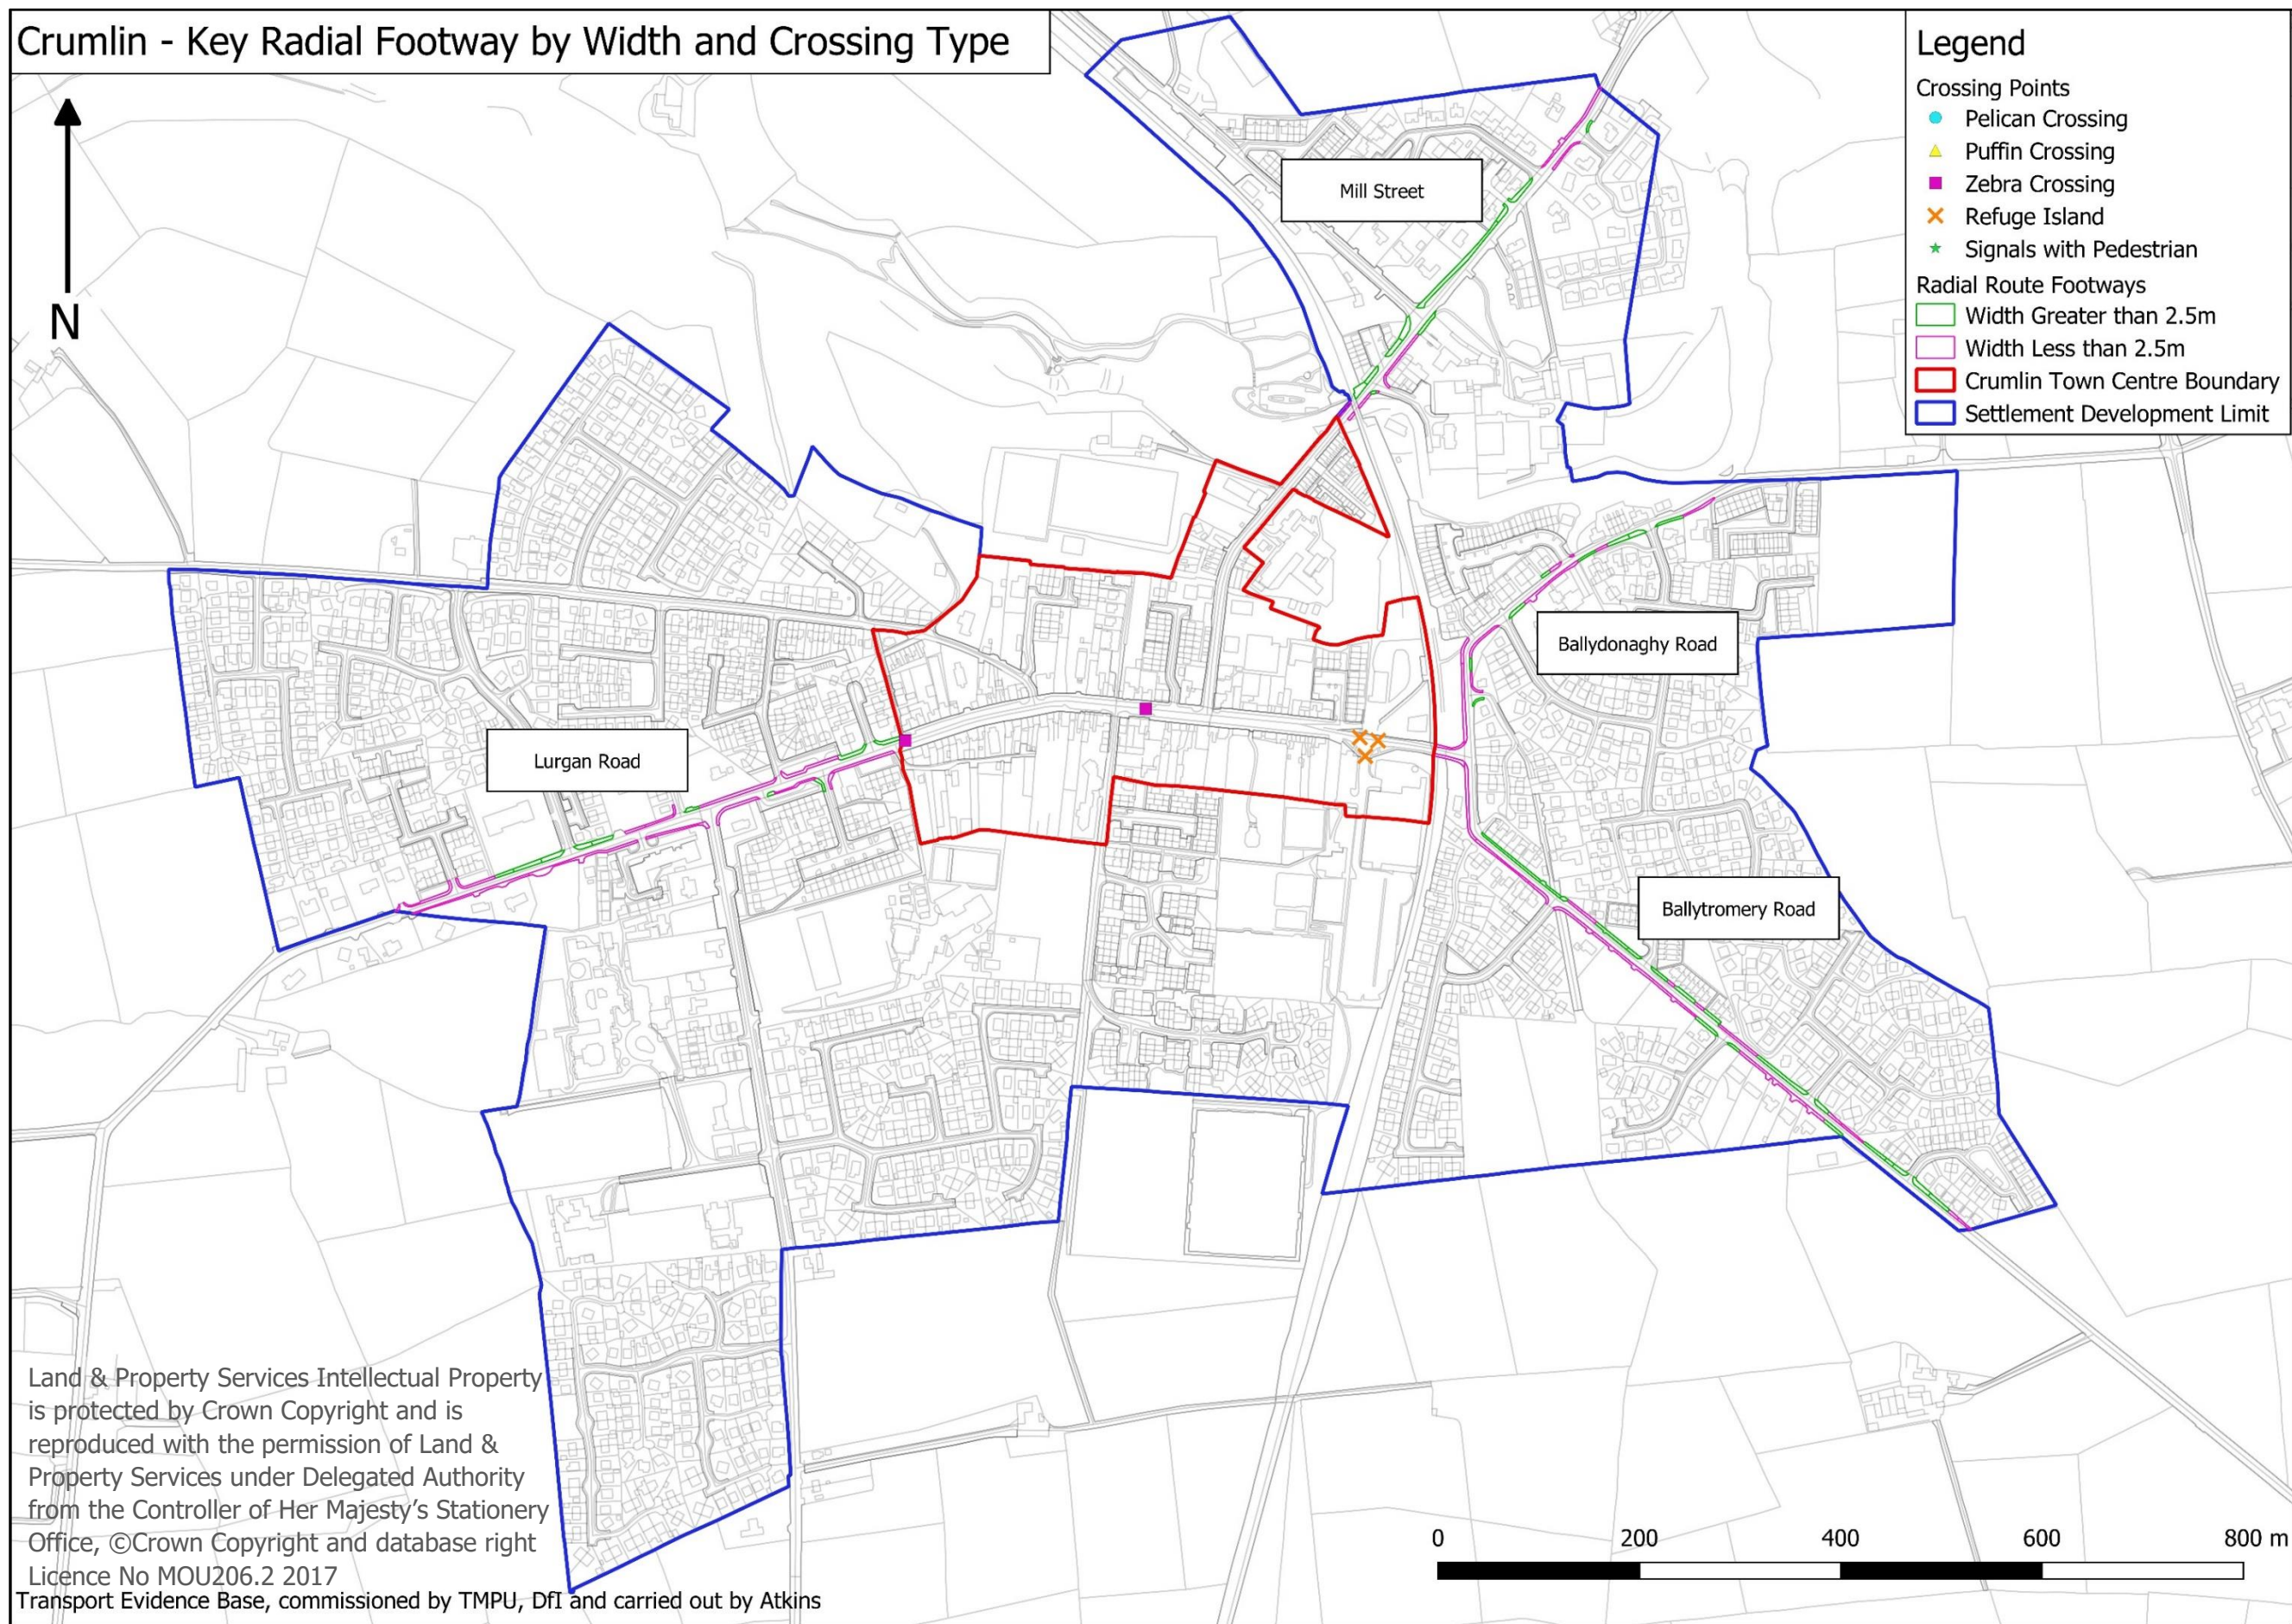 Crumlin - Key Radial Footway by Width and Crossing Type
N
Legend
Crossing Points
Pelican Crossing
Puffin Crossing
Zebra Crossing
Refuge Island
Signals with Pedestrian
Radial Route Footways
Width Greater than 2.5m
Width Less than 2.5m
Crumlin Town Centre Boundary
Settlement Development Limit
Mill Street
Ballydonaghy Road
Lurgan Road
Ballytromery Road
Land & Property Services Intellectual Property
is protected by Crown Copyright and is
reproduced with the permission of Land &
Property Services under Delegated Authority
from the Controller of Her Majesty’s Stationery
Office, ©Crown Copyright and database right
Licence No MOU206.2 2017
Transport Evidence Base, commissioned by TMPU, DfI and carried out by Atkins
0 200 400 600 800 m